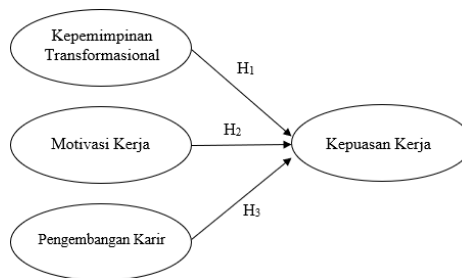 Kepemimpinan
Transformasional
H₁
Motivasi Kerja
H₂
Kepuasan Kerja
H₃
Pengembangan Karir